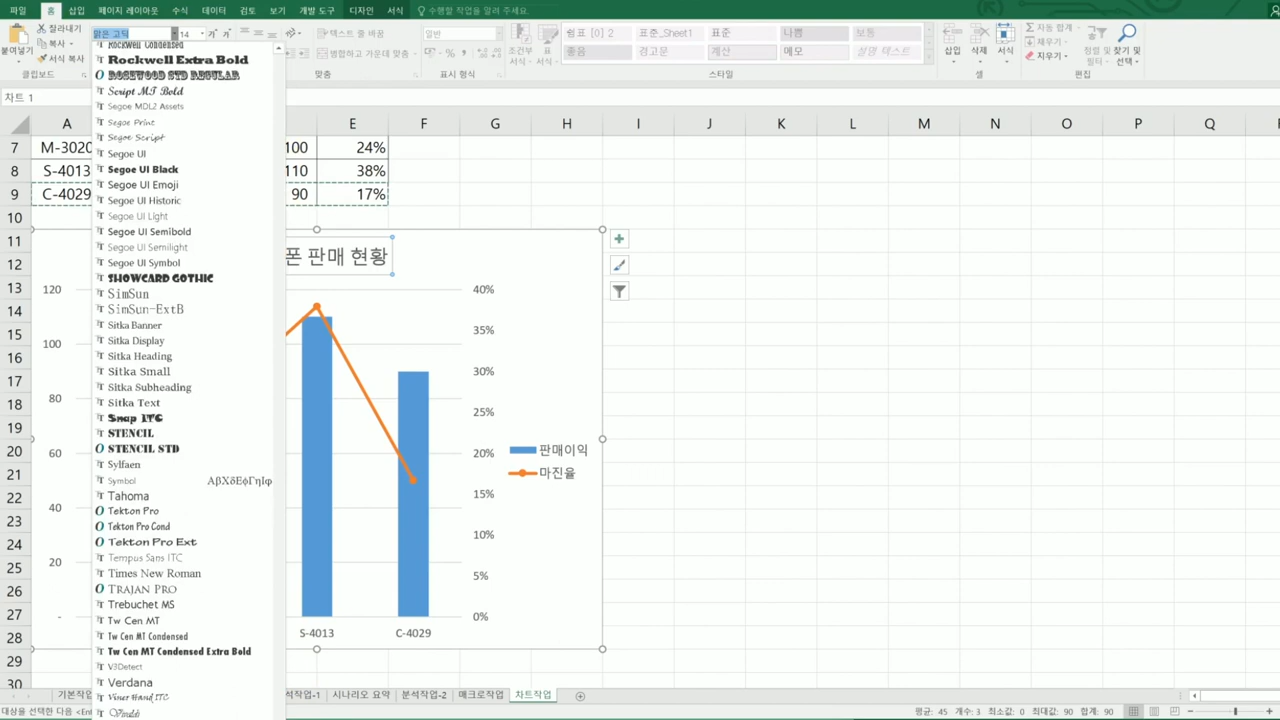 파일 홈 삽입 페이지 레이아웃 수식 데이터 검토 보기 개발 도구 디자인 서식 수행할 작업을 알려 주세요.
잘라내기
복사
서식 복사
붙여넣기
클립보드
맑은 고딕
14
텍스트 줄 바꿈
병합하고 가운데 맞춤
맞춤
일반
표시 형식
조건부 서식
표 서식
쉼표 [0] 2 표준_Sheet1 표준 나쁨 보통
좋음 경고문 계산 메모 설명 텍스트
스타일
삽입 삭제 서식
셀
자동 합계
채우기
지우기
정렬 및 필터
찾기 및 선택
편집
차트 1
Rockwell Condensed
Rockwell Extra Bold
ROSEWOOD STD REGULAR
Script MT Bold
Segoe MDL2 Assets
Segoe Print
Segoe Script
Segoe UI
Segoe UI Black
Segoe UI Emoji
Segoe UI Historic
Segoe UI Light
Segoe UI Semibold
Segoe UI Semilight
Segoe UI Symbol
SHOWCARD GOTHIC
SimSun
SimSun-ExtB
Sitka Banner
Sitka Display
Sitka Heading
Sitka Small
Sitka Subheading
Sitka Text
Snap ITC
STENCIL
STENCIL STD
Sylfaen
Symbol ΑβΧδΕφΓηΙφ
Tahoma
Tekton Pro
Tekton Pro Cond
Tekton Pro Ext
Tempus Sans ITC
Times New Roman
TRAJAN PRO
Trebuchet MS
Tw Cen MT
Tw Cen MT Condensed
Tw Cen MT Condensed Extra Bold
V3Detect
Verdana
Viner Hand ITC
Vivaldi
A E F G H I J K L M N O P Q
7 M-3020 100 24%
8 S-4013 110 38%
9 C-4029 90 17%
10
11
12
13
14
15
16
17
18
19
20
21
22
23
24
25
26
27
28
29
30
폰 판매 현황
120 40%
35%
100
30%
80
25%
60 20%
15%
40
10%
20
5%
- 0%
S-4013 C-4029
판매이익
마진율
기본작업 석작업-1 시나리오 요약 분석작업-2 매크로작업 차트작업
대상을 선택한 다음 평균: 45 개수: 3 최소값: 0 최대값: 90 합계: 90